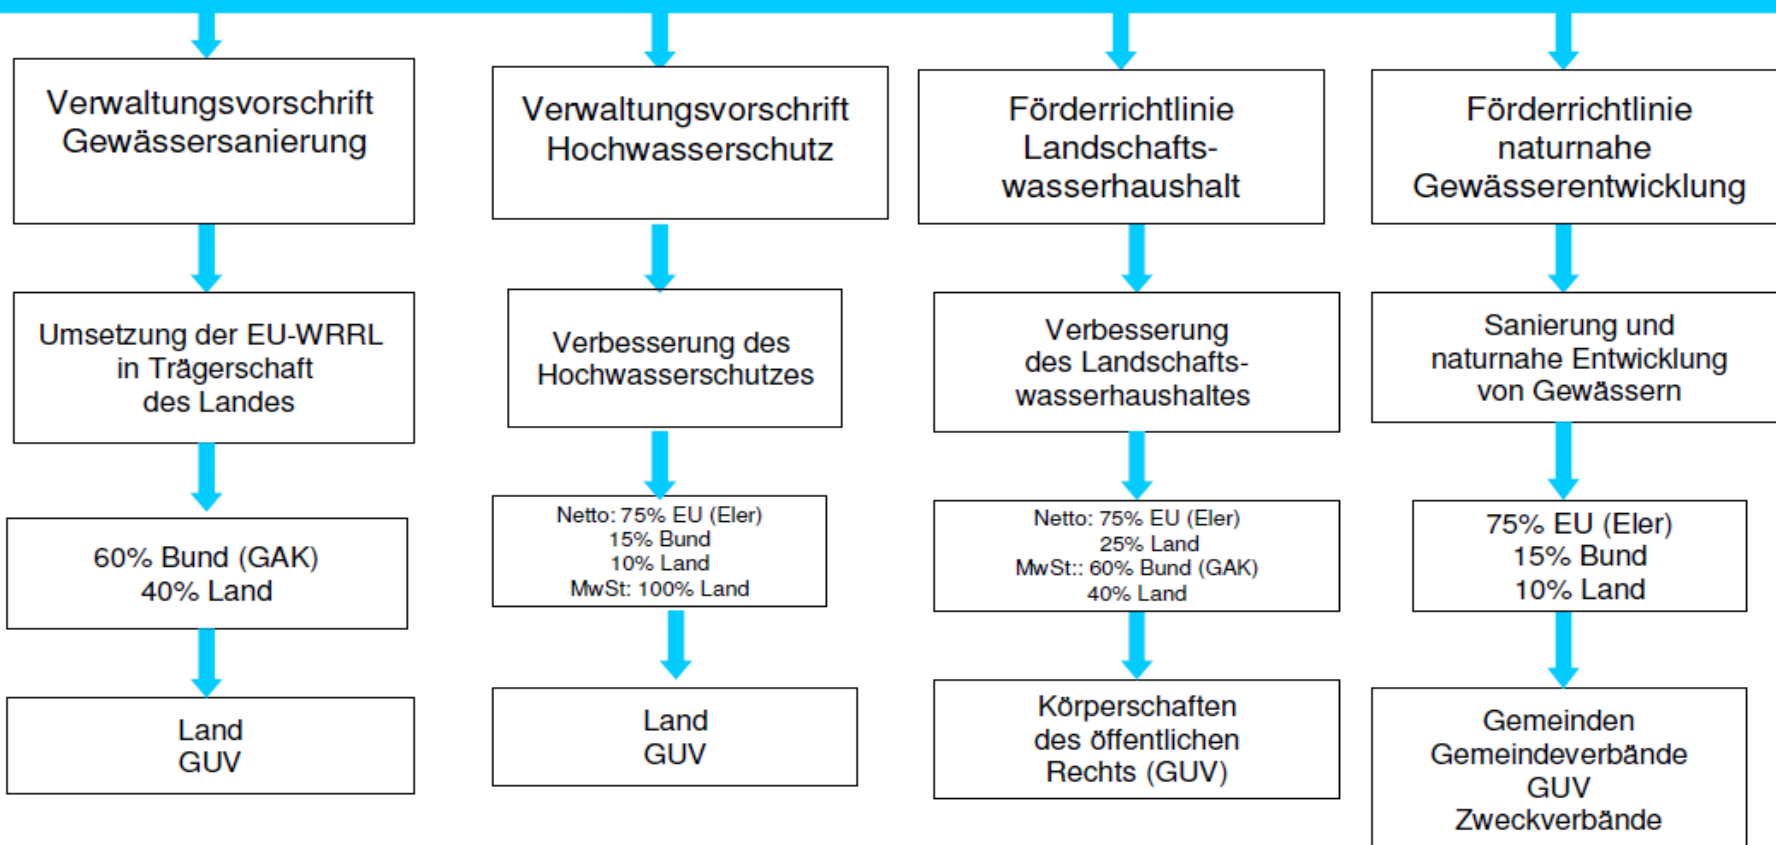 Verwaltungsvorschrift
Gewässersanierung
Umsetzung der EU-WRRL
in Trägerschaft
des Landes
60% Bund (GAK)
40% Land
Land
GUV
Verwaltungsvorschrift
Hochwasserschutz
Verbesserung des
Hochwasserschutzes
Netto: 75% EU (Eler)
15% Bund
10% Land
MwSt: 100% Land
Land
GUV
Förderrichtlinie
Landschafts-
wasserhaushalt
Verbesserung
des Landschafts-
wasserhaushaltes
Netto: 75% EU (Eler)
25% Land
MwSt:: 60% Bund (GAK)
40% Land
Körperschaften
des öffentlichen
Rechts (GUV)
Förderrichtlinie
naturnahe
Gewässerentwicklung
Sanierung und
naturnahe Entwicklung
von Gewässern
75% EU (Eler)
15% Bund
10% Land
Gemeinden
Gemeindeverbände
GUV
Zweckverbände